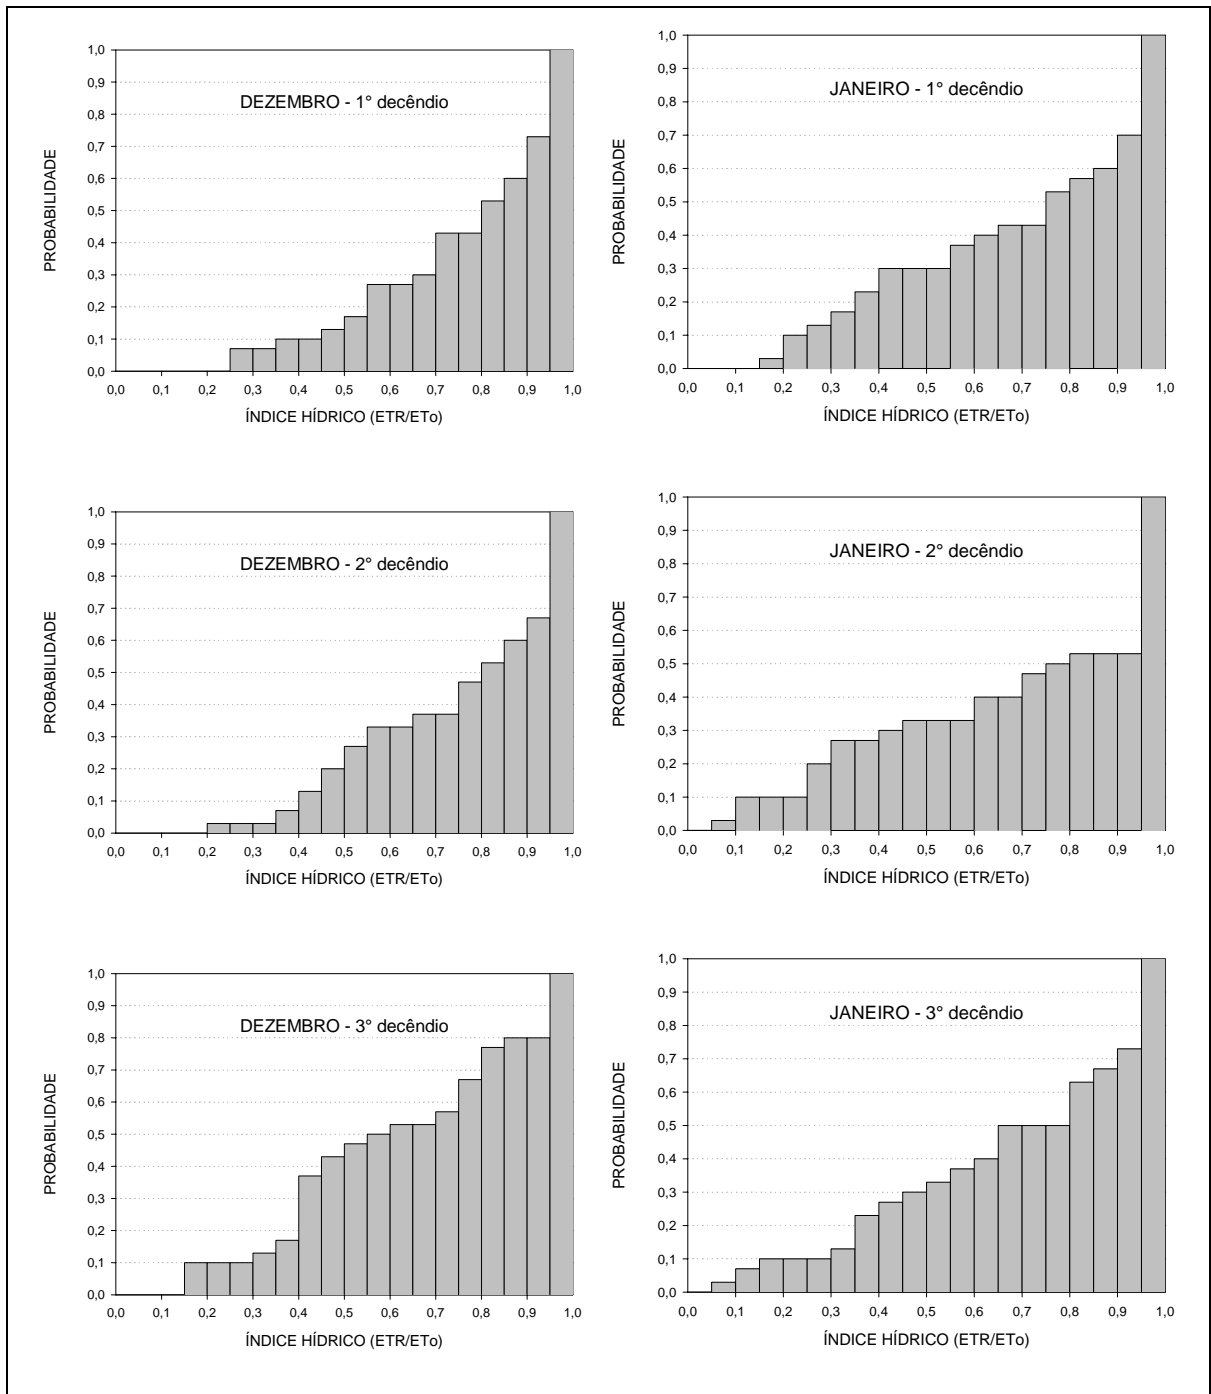 DEZEMBRO - 1° decêndio
PROBABILIDADE
1,0
0,9
0,8
0,7
0,6
0,5
0,4
0,3
0,2
0,1
0,0
0,0 0,1 0,2 0,3 0,4 0,5 0,6 0,7 0,8 0,9 1,0
ÍNDICE HÍDRICO (ETR/ETo)
JANEIRO - 1° decêndio
PROBABILIDADE
1,0
0,9
0,8
0,7
0,6
0,5
0,4
0,3
0,2
0,1
0,0
0,0 0,1 0,2 0,3 0,4 0,5 0,6 0,7 0,8 0,9 1,0
ÍNDICE HÍDRICO (ETR/ETo)
DEZEMBRO - 2° decêndio
PROBABILIDADE
1,0
0,9
0,8
0,7
0,6
0,5
0,4
0,3
0,2
0,1
0,0
0,0 0,1 0,2 0,3 0,4 0,5 0,6 0,7 0,8 0,9 1,0
ÍNDICE HÍDRICO (ETR/ETo)
JANEIRO - 2° decêndio
PROBABILIDADE
1,0
0,9
0,8
0,7
0,6
0,5
0,4
0,3
0,2
0,1
0,0
0,0 0,1 0,2 0,3 0,4 0,5 0,6 0,7 0,8 0,9 1,0
ÍNDICE HÍDRICO (ETR/ETo)
DEZEMBRO - 3° decêndio
PROBABILIDADE
1,0
0,9
0,8
0,7
0,6
0,5
0,4
0,3
0,2
0,1
0,0
0,0 0,1 0,2 0,3 0,4 0,5 0,6 0,7 0,8 0,9 1,0
ÍNDICE HÍDRICO (ETR/ETo)
JANEIRO - 3° decêndio
PROBABILIDADE
1,0
0,9
0,8
0,7
0,6
0,5
0,4
0,3
0,2
0,1
0,0
0,0 0,1 0,2 0,3 0,4 0,5 0,6 0,7 0,8 0,9 1,0
ÍNDICE HÍDRICO (ETR/ETo)